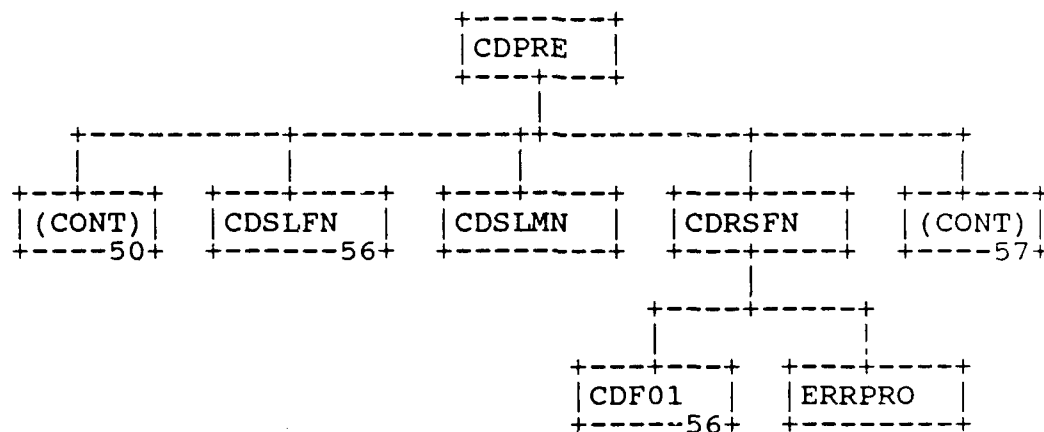 CDPRE
(CONT) CDSLFN CDSLMN CDRSFN (CONT)
50 56 57
CDF01 ERRPRO
56